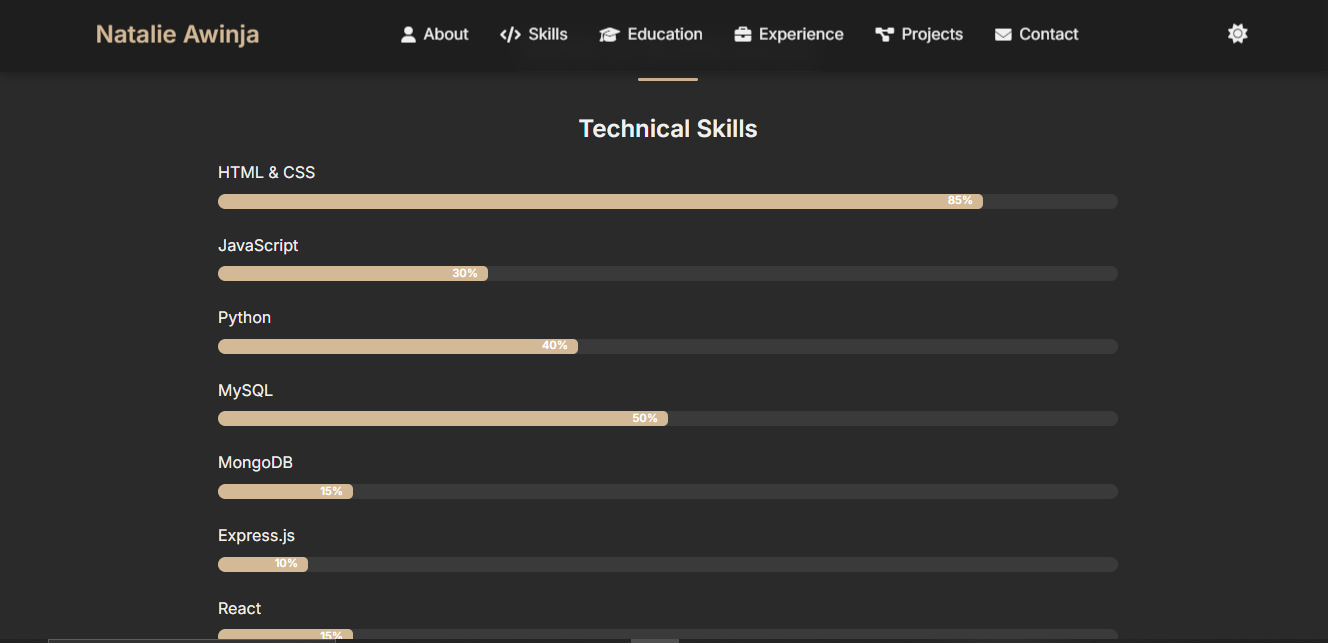 Natalie Awinja
About Skills Education Experience Projects Contact
Technical Skills
HTML & CSS
85%
JavaScript
30%
Python
40%
MySQL
50%
MongoDB
15%
Express.js
10%
React
15%